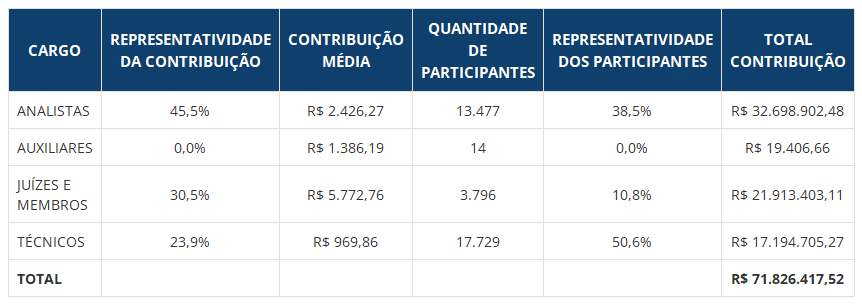 CARGO REPRESENTATIVIDADE DA CONTRIBUIÇÃO CONTRIBUIÇÃO MÉDIA QUANTIDADE DE PARTICIPANTES REPRESENTATIVIDADE DOS PARTICIPANTES TOTAL CONTRIBUIÇÃO
ANALISTAS 45,5% R$ 2.426,27 13.477 38,5% R$ 32.698.902,48
AUXILIARES 0,0% R$ 1.386,19 14 0,0% R$ 19.406,66
JUÍZES E MEMBROS 30,5% R$ 5.772,76 3.796 10,8% R$ 21.913.403,11
TÉCNICOS 23,9% R$ 969,86 17.729 50,6% R$ 17.194.705,27
TOTAL R$ 71.826.417,52